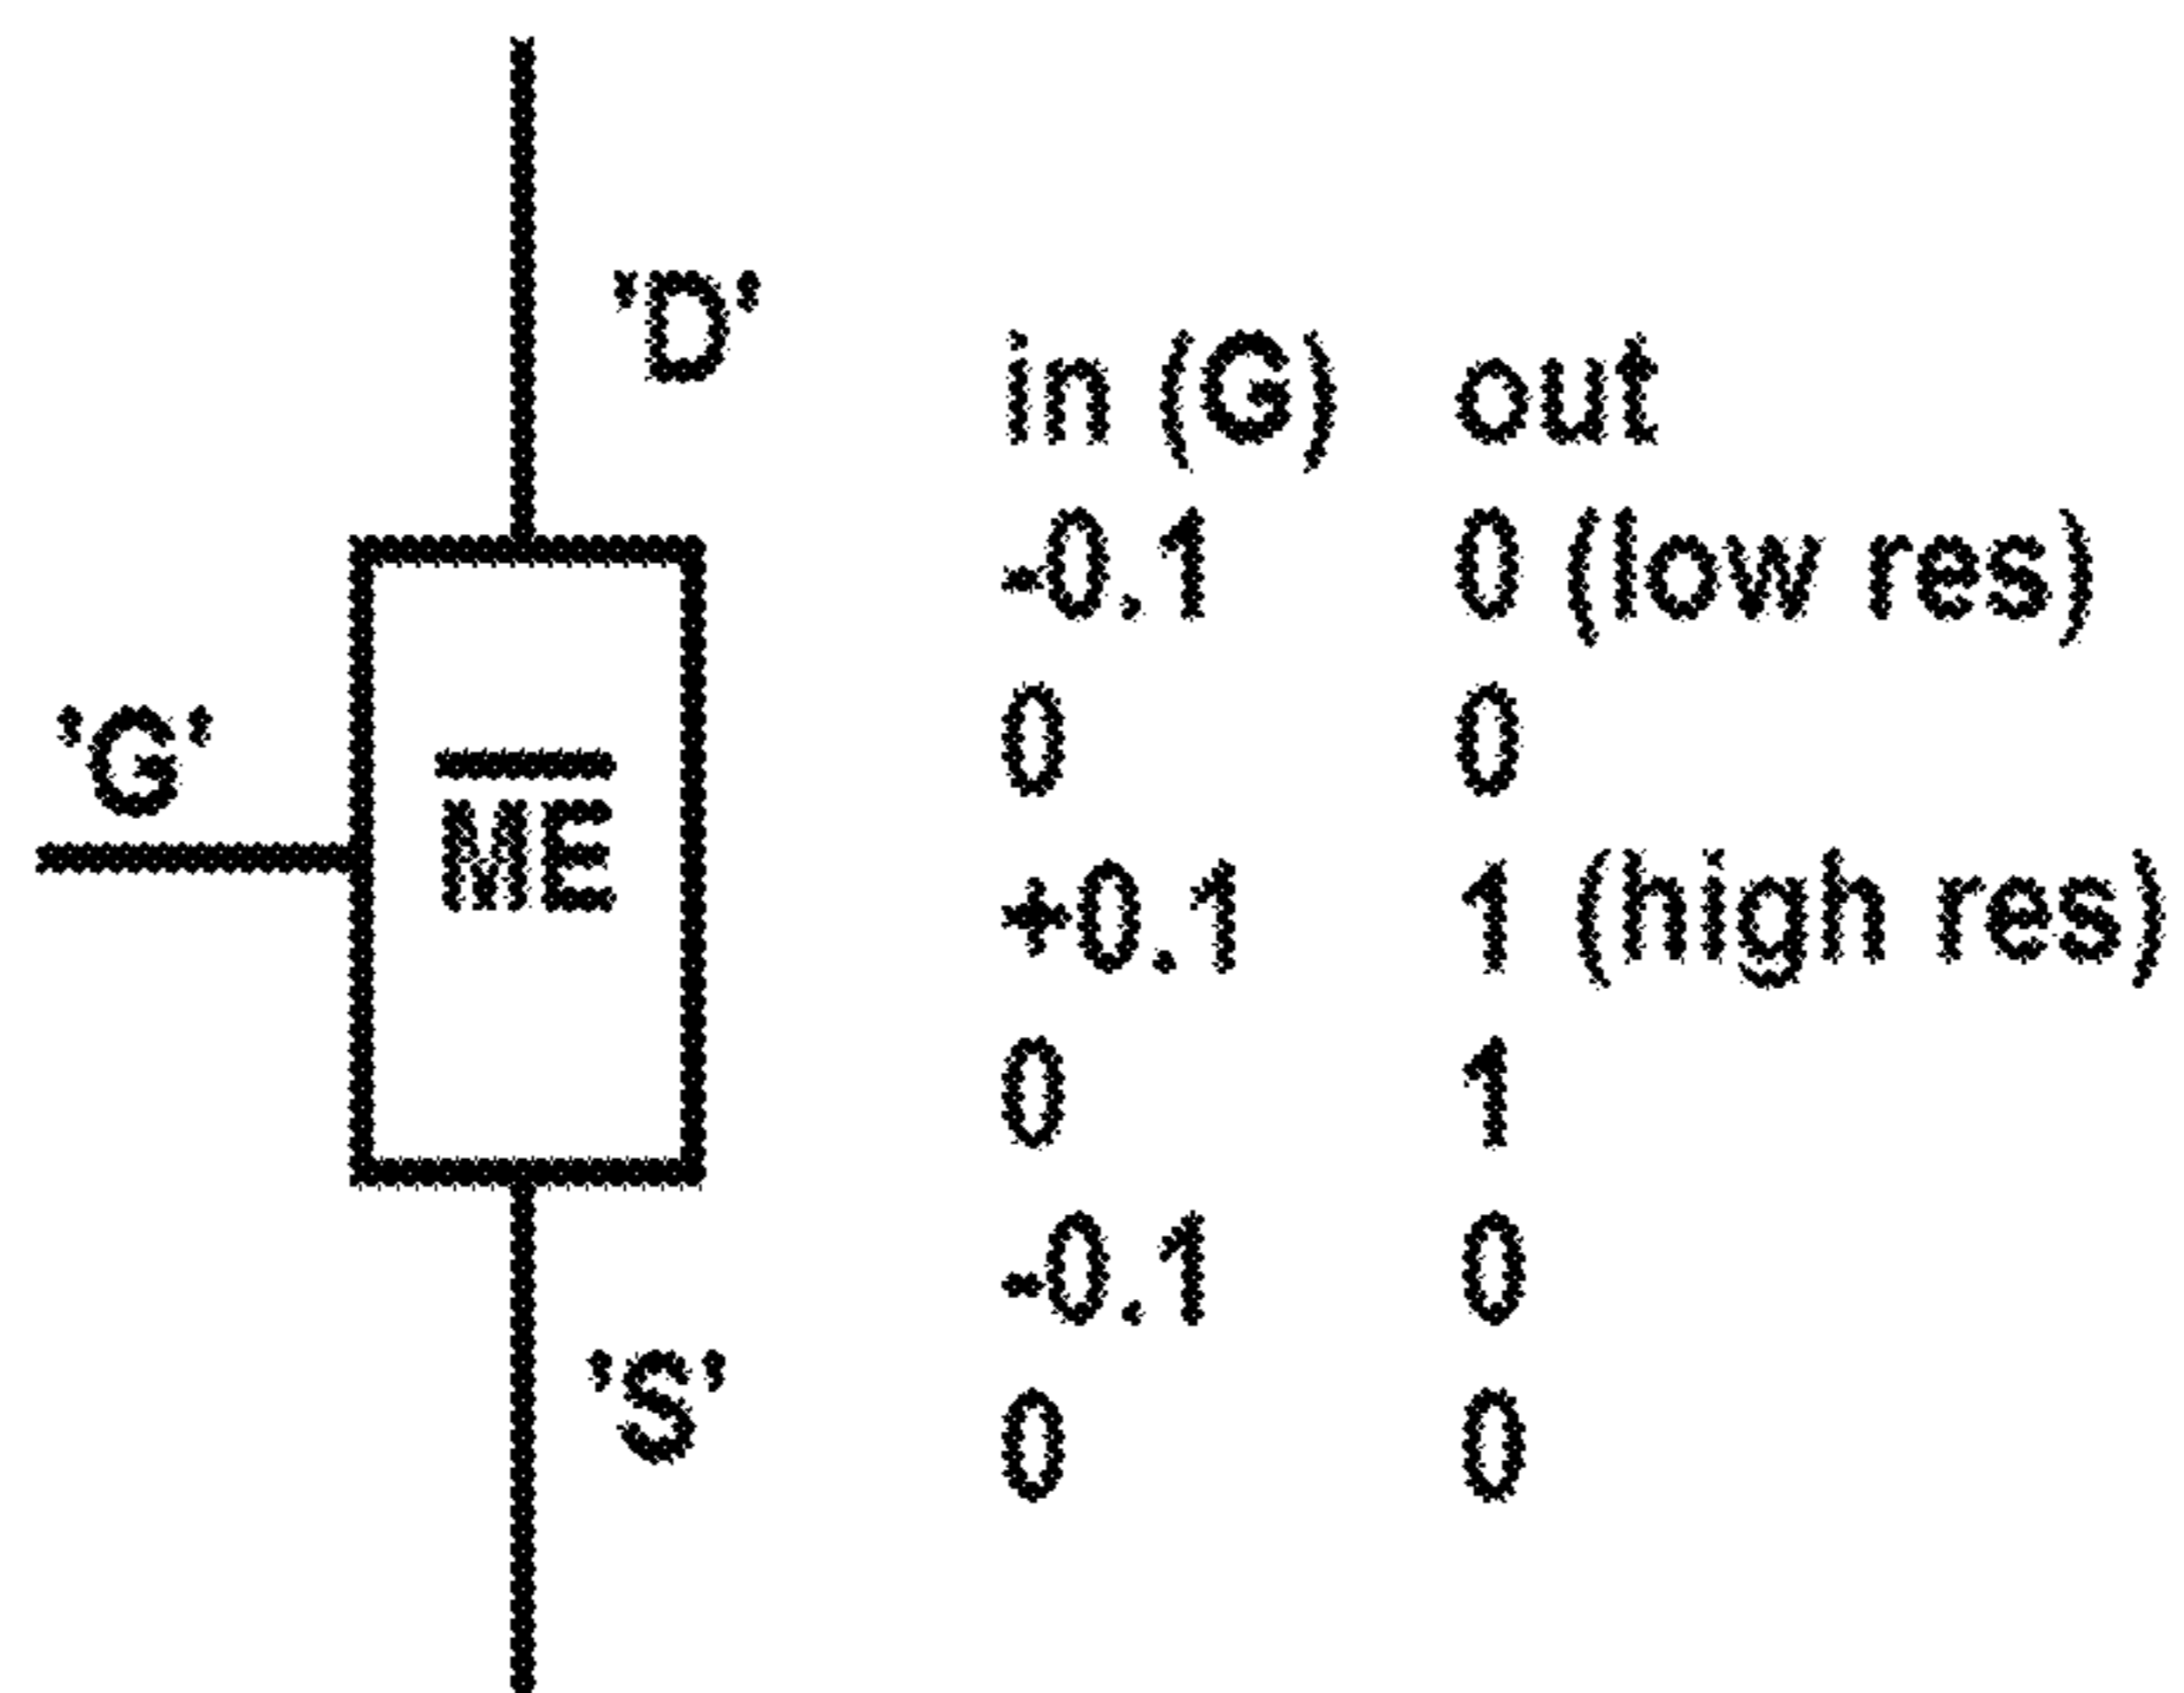 'D'
in (G) out
-0.1 0 (low res)
0 0
'G'
M̅E̅
+0.1 1 (high res)
0 1
-0.1 0
'S'
0 0